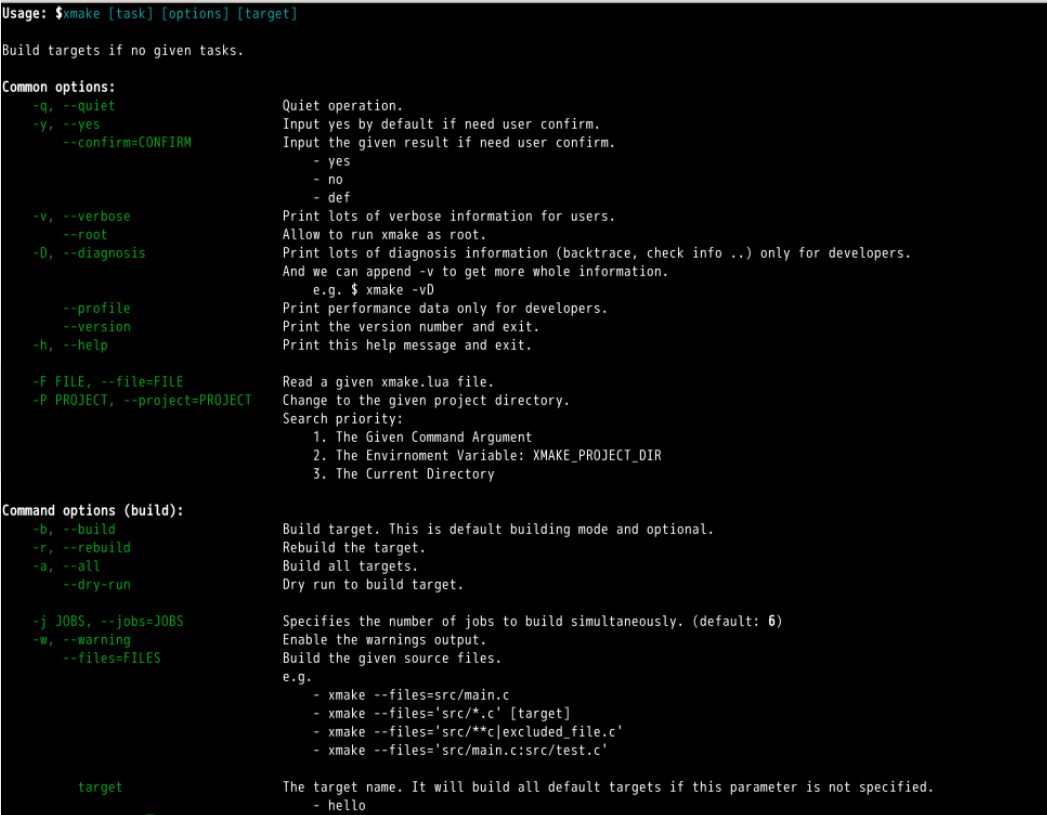 Usage: $xmake [task] [options] [target]
Build targets if no given tasks.
Common options:
-q, --quiet Quiet operation.
-y, --yes Input yes by default if need user confirm.
--confirm=CONFIRM Input the given result if need user confirm.
- yes
- no
- def
-v, --verbose Print lots of verbose information for users.
--root Allow to run xmake as root.
-D, --diagnosis Print lots of diagnosis information (backtrace, check info ..) only for developers.
And we can append -v to get more whole information.
e.g. $ xmake -vD
--profile Print performance data only for developers.
--version Print the version number and exit.
-h, --help Print this help message and exit.
-F FILE, --file=FILE Read a given xmake.lua file.
-P PROJECT, --project=PROJECT Change to the given project directory.
Search priority:
1. The Given Command Argument
2. The Envirnoment Variable: XMAKE_PROJECT_DIR
3. The Current Directory
Command options (build):
-b, --build Build target. This is default building mode and optional.
-r, --rebuild Rebuild the target.
-a, --all Build all targets.
--dry-run Dry run to build target.
-j JOBS, --jobs=JOBS Specifies the number of jobs to build simultaneously. (default: 6)
-w, --warning Enable the warnings output.
--files=FILES Build the given source files.
e.g.
- xmake --files=src/main.c
- xmake --files='src/*.c' [target]
- xmake --files='src/**c|excluded_file.c'
- xmake --files='src/main.c:src/test.c'
target The target name. It will build all default targets if this parameter is not specified.
- hello